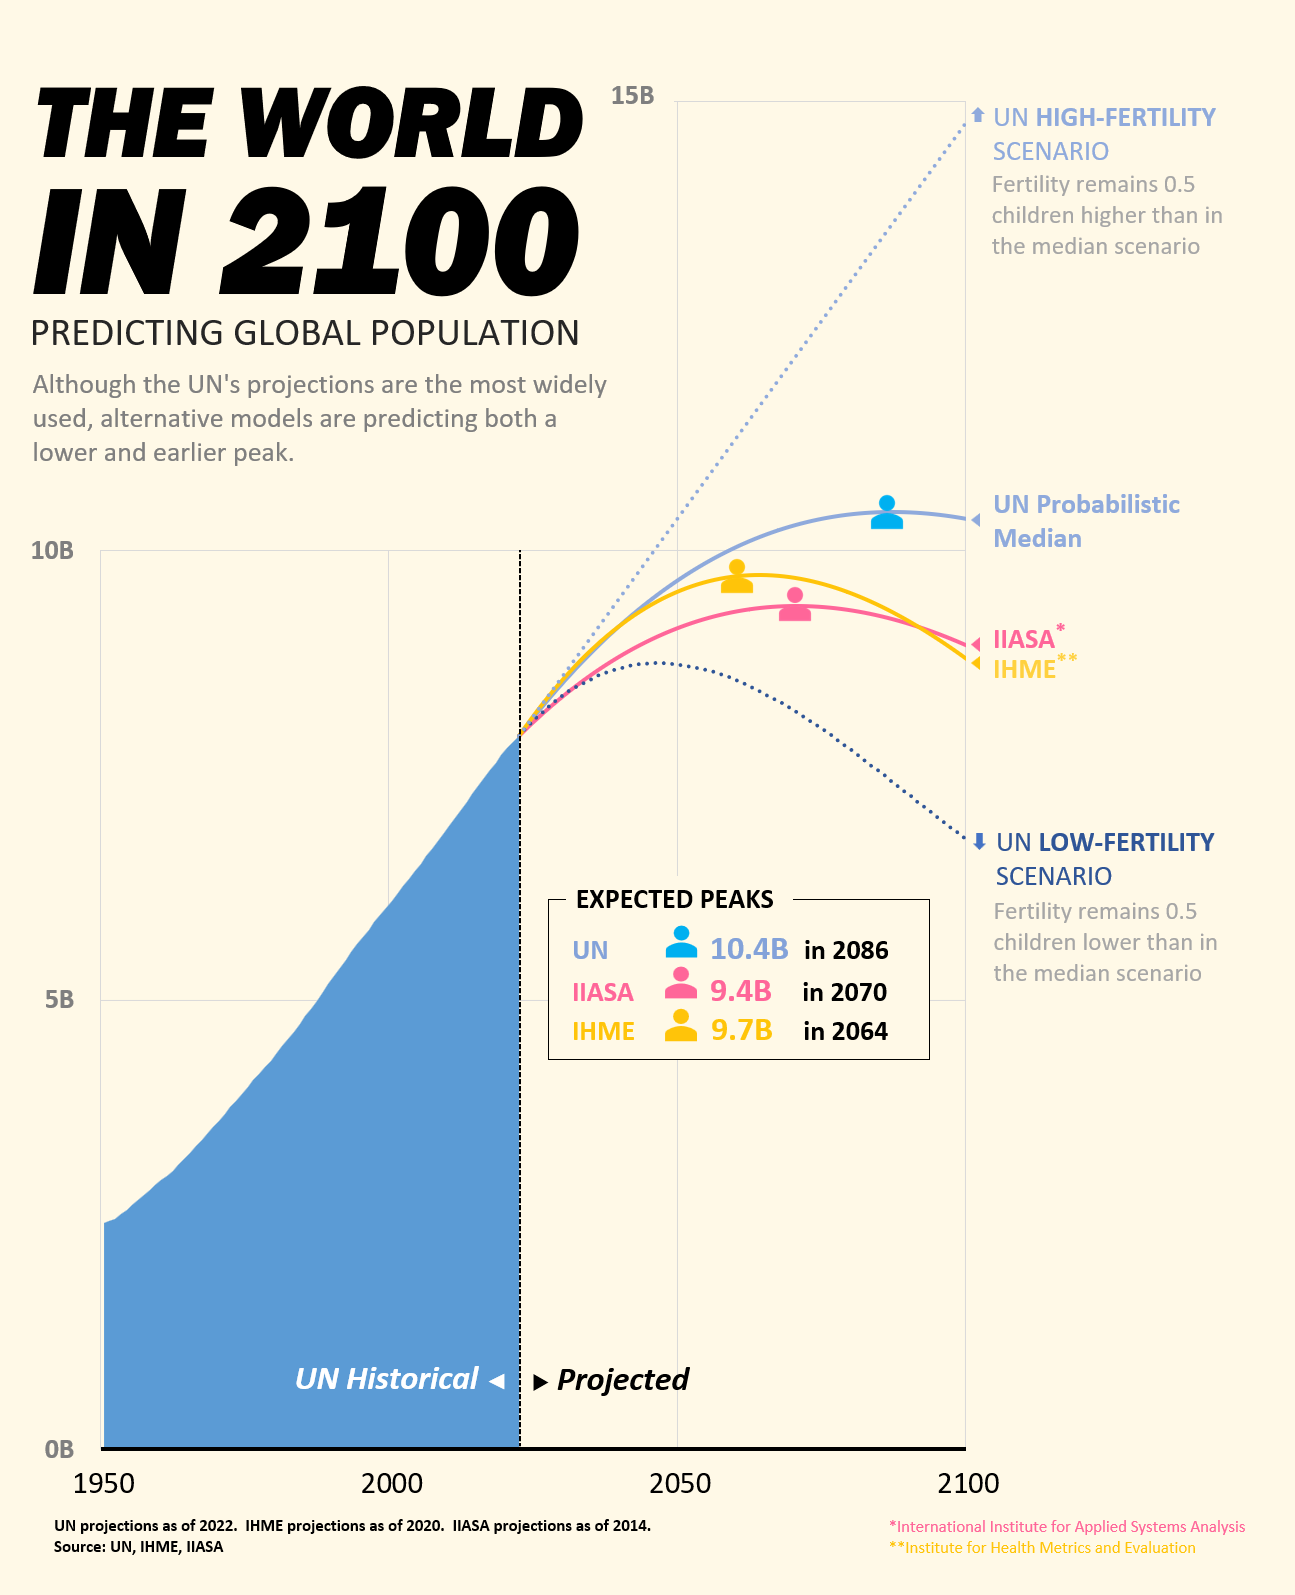 THE WORLD
IN 2100
PREDICTING GLOBAL POPULATION
Although the UN's projections are the most widely
used, alternative models are predicting both a
lower and earlier peak.
15B
10B
5B
0B
UN HIGH-FERTILITY
SCENARIO
Fertility remains 0.5
children higher than in
the median scenario
UN Probabilistic
Median
IIASA*
IHME**
UN LOW-FERTILITY
SCENARIO
Fertility remains 0.5
children lower than in
the median scenario
EXPECTED PEAKS
UN 10.4B in 2086
IIASA 9.4B in 2070
IHME 9.7B in 2064
UN Historical ◄ ► Projected
1950 2000 2050 2100
UN projections as of 2022. IHME projections as of 2020. IIASA projections as of 2014.
Source: UN, IHME, IIASA
*International Institute for Applied Systems Analysis
**Institute for Health Metrics and Evaluation